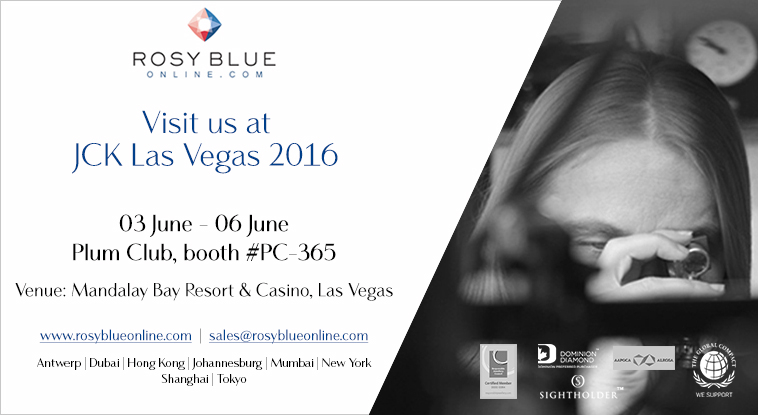 ROSY BLUE
ONLINE.COM
Visit us at
JCK Las Vegas 2016
03 June - 06 June
Plum Club, booth #PC-365
Venue: Mandalay Bay Resort & Casino, Las Vegas
www.rosyblueonline.com | sales@rosyblueonline.com
Antwerp | Dubai | Hong Kong | Johannesburg | Mumbai | New York
Shanghai | Tokyo
Certified Member
DOMINION
DIAMOND
АЛРОСА ALROSA
SIGHTHOLDER™
THE GLOBAL COMPACT
WE SUPPORT